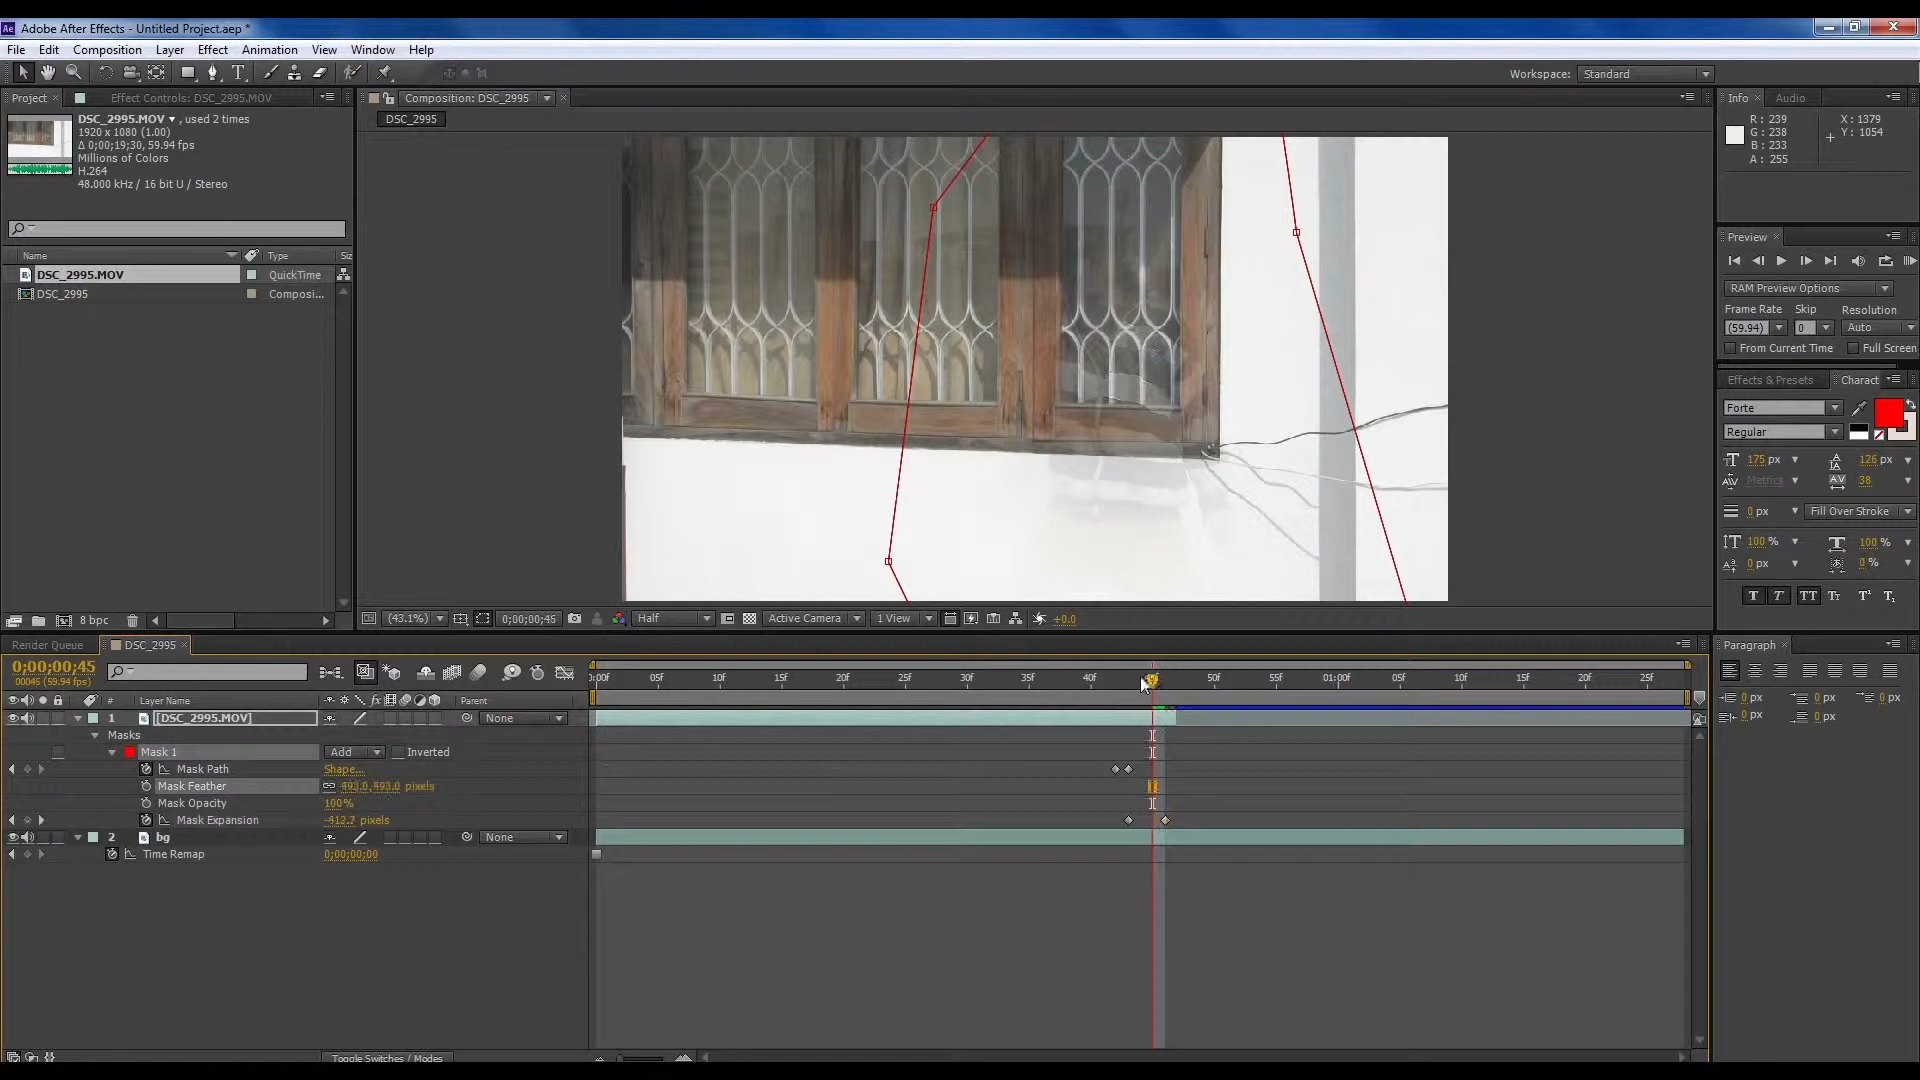 Adobe After Effects - Untitled Project.aep *
File Edit Composition Layer Effect Animation View Window Help
Workspace: Standard
Project Effect Controls: DSC_2995.MOV
Composition: DSC_2995
Info Audio
DSC_2995.MOV , used 2 times
1920 x 1080 (1.00)
Δ 0;00;19;30, 59.94 fps
Millions of Colors
H.264
48.000 kHz / 16 bit U / Stereo
DSC_2995
R: 239
G: 238
B: 233
A: 255
X: 1379
Y: 1054
Preview
Name Type Siz
DSC_2995.MOV QuickTime
DSC_2995 Composi...
RAM Preview Options
Frame Rate Skip Resolution
(59.94) 0 Auto
From Current Time Full Screen
Effects & Presets Charact
Forte
Regular
175 px 126 px
Metrics 38
0 px Fill Over Stroke
100 % 100 %
0 px 0 %
T T TT Tт T¹ T₁
8 bpc
(43.1%) 0;00;00;45 Half Active Camera 1 View +0.0
Render Queue DSC_2995
Paragraph
0;00;00;45
00045 (59.94 fps)
0:00f 05f 10f 15f 20f 25f 30f 35f 40f 50f 55f 01:00f 05f 10f 15f 20f 25f
# Layer Name fx Parent
1 [DSC_2995.MOV] None
Masks
Mask 1 Add Inverted
Mask Path Shape...
Mask Feather 493.0,493.0 pixels
Mask Opacity 100%
Mask Expansion -412.7 pixels
2 bg None
Time Remap 0;00;00;00
0 px 0 px 0 px
0 px 0 px
Toggle Switches / Modes